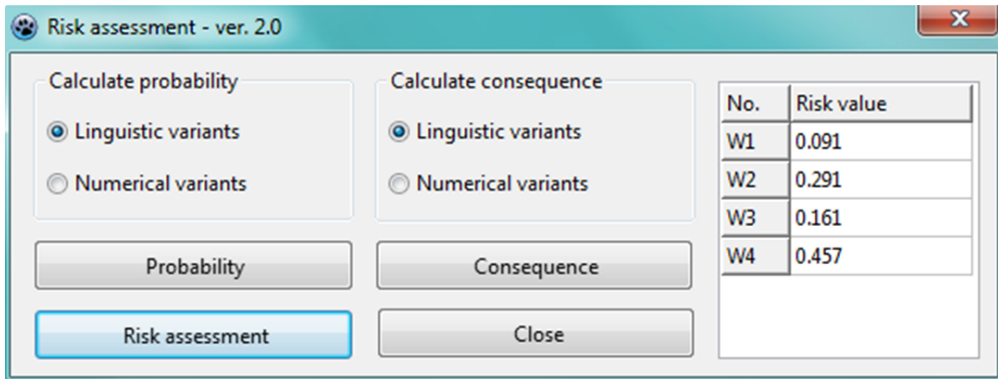 Risk assessment - ver. 2.0
Calculate probability
Linguistic variants
Numerical variants
Calculate consequence
Linguistic variants
Numerical variants
Probability
Consequence
Risk assessment
Close
No. Risk value
W1 0.091
W2 0.291
W3 0.161
W4 0.457